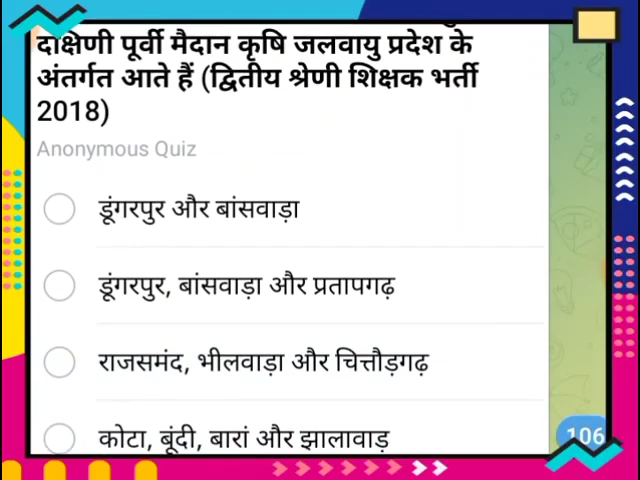 दक्षिणी पूर्वी मैदान कृषि जलवायु प्रदेश के
अंतर्गत आते हैं (द्वितीय श्रेणी शिक्षक भर्ती
2018)
Anonymous Quiz
डूंगरपुर और बांसवाड़ा
डूंगरपुर, बांसवाड़ा और प्रतापगढ़
राजसमंद, भीलवाड़ा और चित्तौड़गढ़
कोटा, बूंदी, बारां और झालावाड़
106